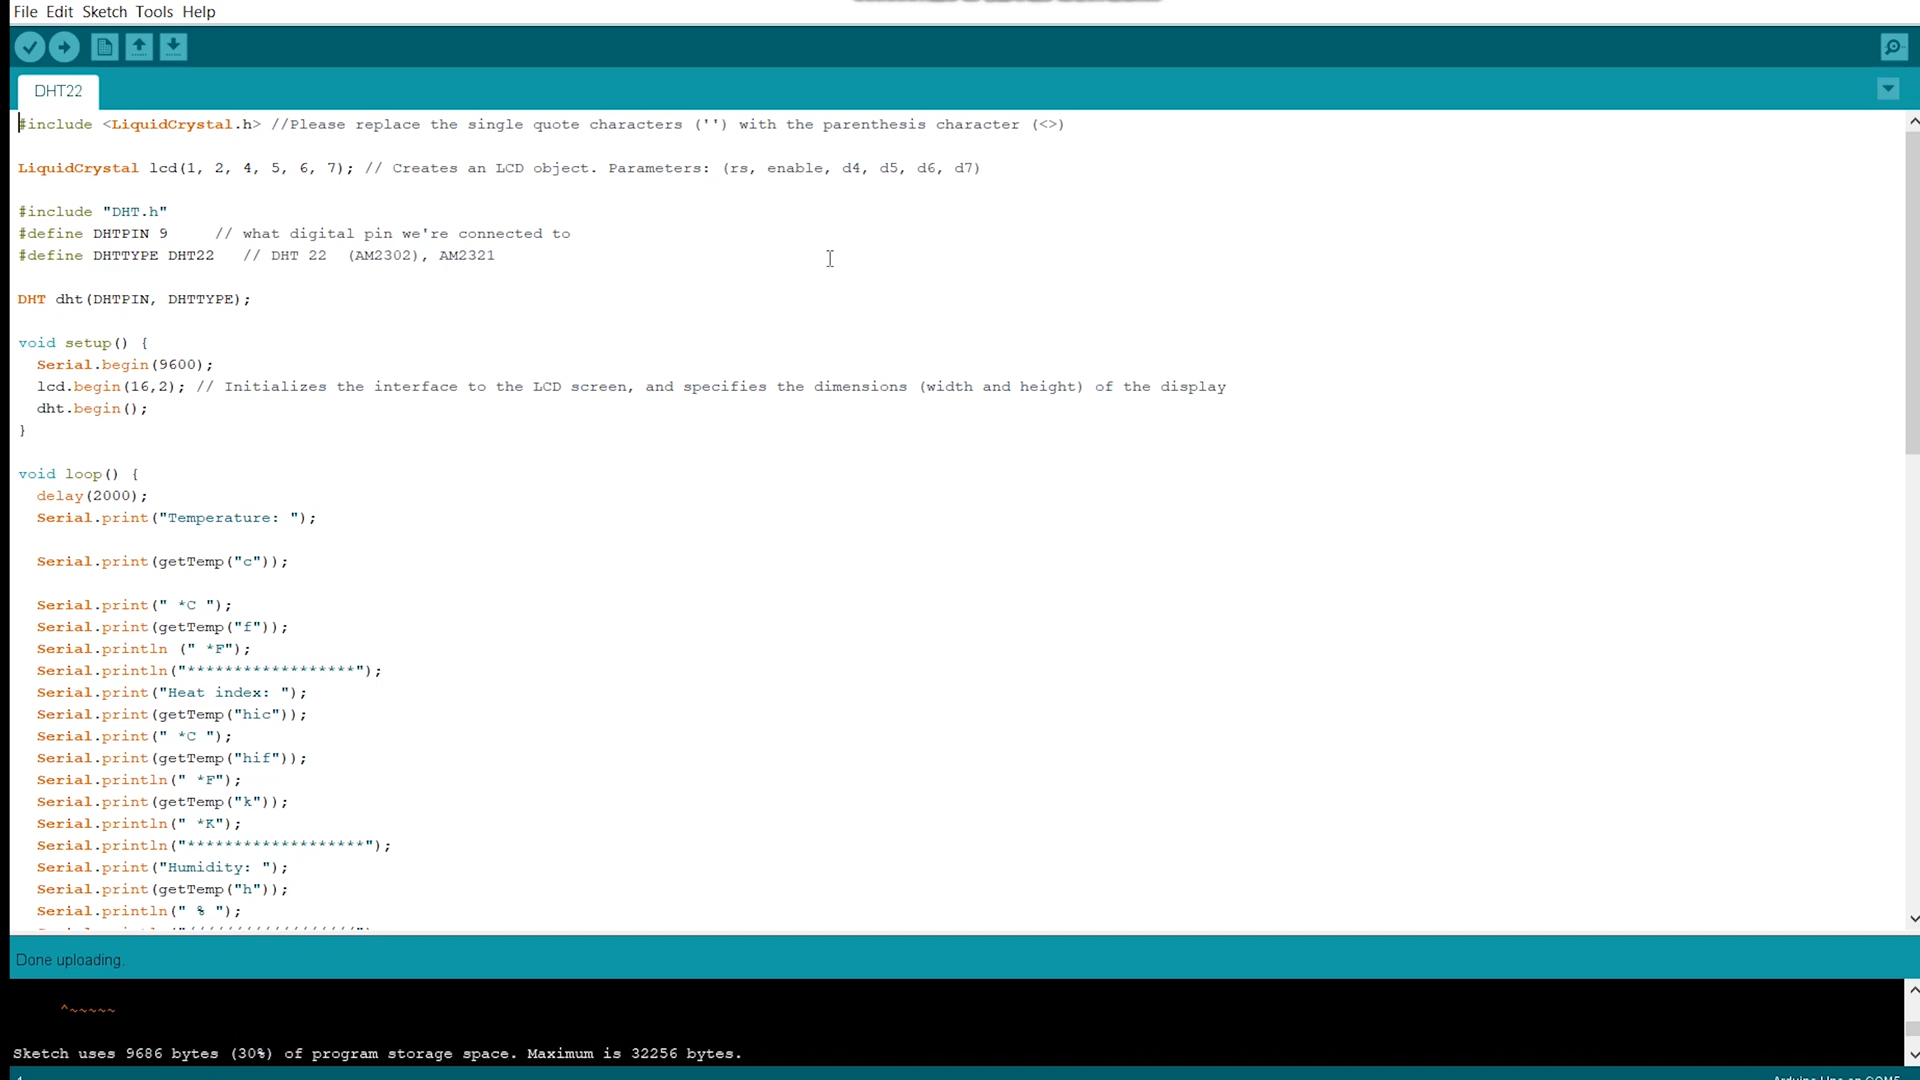 File Edit Sketch Tools Help
DHT22
#include <LiquidCrystal.h> //Please replace the single quote characters ('') with the parenthesis character (<>)
LiquidCrystal lcd(1, 2, 4, 5, 6, 7); // Creates an LCD object. Parameters: (rs, enable, d4, d5, d6, d7)
#include "DHT.h"
#define DHTPIN 9     // what digital pin we're connected to
#define DHTTYPE DHT22   // DHT 22  (AM2302), AM2321
DHT dht(DHTPIN, DHTTYPE);
void setup() {
  Serial.begin(9600);
  lcd.begin(16,2); // Initializes the interface to the LCD screen, and specifies the dimensions (width and height) of the display
  dht.begin();
}
void loop() {
  delay(2000);
  Serial.print("Temperature: ");
  Serial.print(getTemp("c"));
  Serial.print(" *C ");
  Serial.print(getTemp("f"));
  Serial.println (" *F");
  Serial.println("******************");
  Serial.print("Heat index: ");
  Serial.print(getTemp("hic"));
  Serial.print(" *C ");
  Serial.print(getTemp("hif"));
  Serial.println(" *F");
  Serial.print(getTemp("k"));
  Serial.println(" *K");
  Serial.println("*******************");
  Serial.print("Humidity: ");
  Serial.print(getTemp("h"));
  Serial.println(" % ");
Done uploading.
^~~~~~
Sketch uses 9686 bytes (30%) of program storage space. Maximum is 32256 bytes.